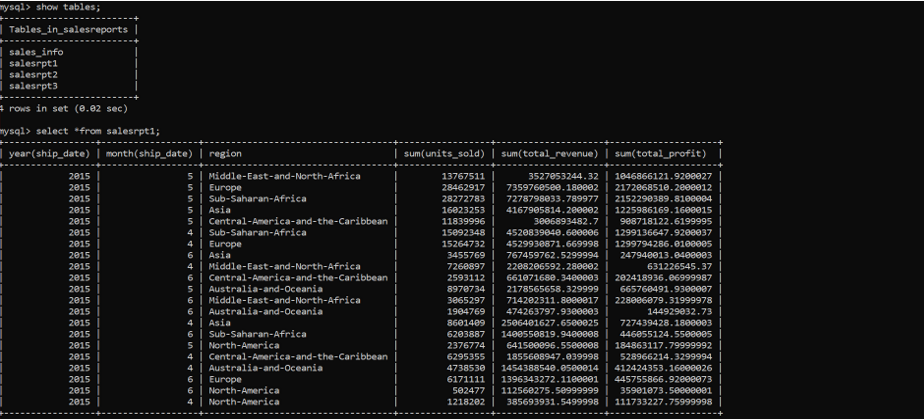 mysql> show tables;
+------------------------+
| Tables_in_salesreports |
+------------------------+
| sales_info |
| salesrpt1 |
| salesrpt2 |
| salesrpt3 |
+------------------------+
4 rows in set (0.02 sec)
mysql> select *from salesrpt1;
| year(ship_date) | month(ship_date) | region | sum(units_sold) | sum(total_revenue) | sum(total_profit) |
| 2015 | 5 | Middle-East-and-North-Africa | 13767511 | 3527053244.32 | 1046866121.9200027 |
| 2015 | 5 | Europe | 28462917 | 7359760500.180002 | 2172068510.2000012 |
| 2015 | 5 | Sub-Saharan-Africa | 28272783 | 7278798033.789977 | 2152290389.8100004 |
| 2015 | 5 | Asia | 16023253 | 4167905814.200002 | 1225986169.1600015 |
| 2015 | 5 | Central-America-and-the-Caribbean | 11839996 | 3006893482.7 | 908718122.6199995 |
| 2015 | 4 | Sub-Saharan-Africa | 15092348 | 4520839040.600006 | 1299136647.9200037 |
| 2015 | 4 | Europe | 15264732 | 4529930871.669998 | 1299794286.0100005 |
| 2015 | 6 | Asia | 3455769 | 767459762.5299994 | 247940013.0400003 |
| 2015 | 4 | Middle-East-and-North-Africa | 7260897 | 2208206592.280002 | 631226545.37 |
| 2015 | 6 | Central-America-and-the-Caribbean | 2593112 | 661071680.3400003 | 202418936.06999987 |
| 2015 | 5 | Australia-and-Oceania | 8970734 | 2178565658.329999 | 665760491.9300007 |
| 2015 | 6 | Middle-East-and-North-Africa | 3065297 | 714202311.8000017 | 228006079.31999978 |
| 2015 | 6 | Australia-and-Oceania | 1904769 | 474263797.9300003 | 144929032.73 |
| 2015 | 4 | Asia | 8601409 | 2506401627.6500025 | 727439428.1800003 |
| 2015 | 6 | Sub-Saharan-Africa | 6203887 | 1400550819.9400008 | 446055124.5500005 |
| 2015 | 5 | North-America | 2376774 | 641500096.5500008 | 184863117.79999992 |
| 2015 | 4 | Central-America-and-the-Caribbean | 6295355 | 1855608947.039998 | 528966214.3299994 |
| 2015 | 4 | Australia-and-Oceania | 4738530 | 1454388540.0500014 | 412424353.16000026 |
| 2015 | 6 | Europe | 6171111 | 1396343272.1100001 | 445755866.92000073 |
| 2015 | 6 | North-America | 502477 | 112560275.50999999 | 35901073.50000001 |
| 2015 | 4 | North-America | 1218202 | 385693931.5499998 | 111733227.75999998 |